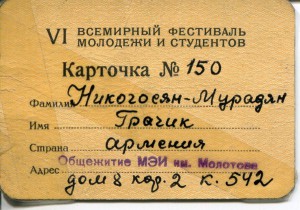 VI ВСЕМИРНЫЙ ФЕСТИВАЛЬ
МОЛОДЕЖИ И СТУДЕНТОВ
Карточка № 150
Фамилия Никогосян-Мурадян
Имя Грачик
Страна армения
Общежитие МЭИ им. Молотова
Адрес дом 8 кор. 2 к. 542